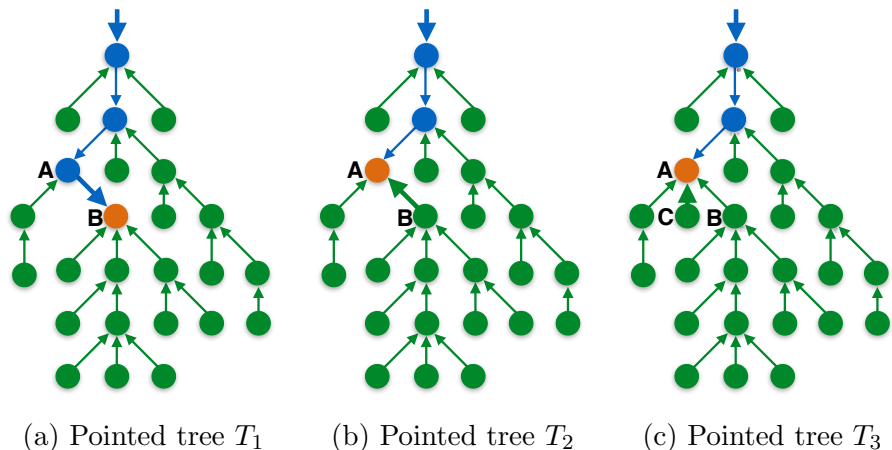 A
B
A
B
A
C
B
(a) Pointed tree T1
(b) Pointed tree T2
(c) Pointed tree T3